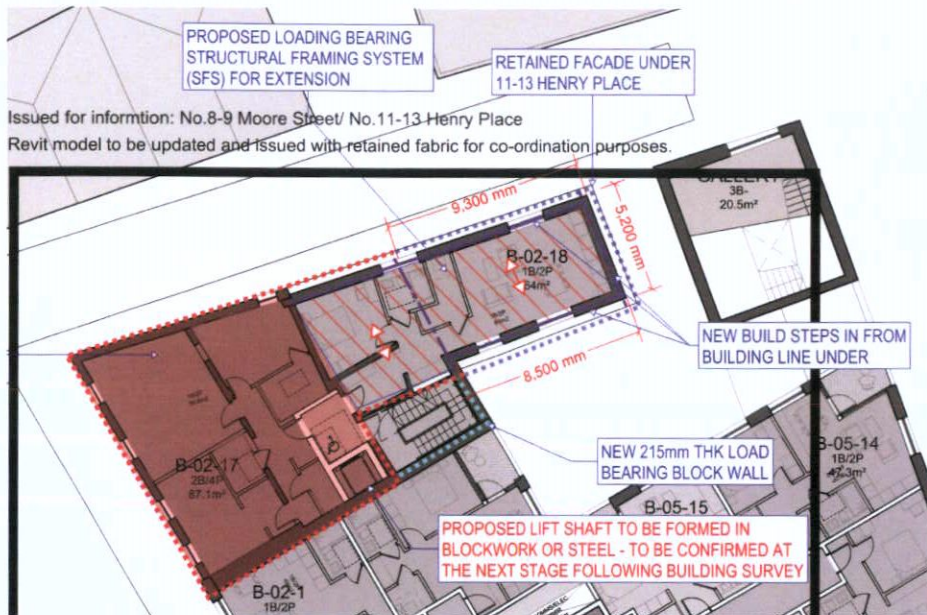 PROPOSED LOADING BEARING
STRUCTURAL FRAMING SYSTEM
(SFS) FOR EXTENSION
RETAINED FACADE UNDER
11-13 HENRY PLACE
Issued for informtion: No.8-9 Moore Street/ No.11-13 Henry Place
Revit model to be updated and issued with retained fabric for co-ordination purposes.
GALLERY
3B-
20.5m²
9,300 mm
5,200 mm
B-02-18
1B/2P
NEW BUILD STEPS IN FROM
BUILDING LINE UNDER
8,500 mm
NEW 215mm THK LOAD
BEARING BLOCK WALL
B-05-14
1B/2P
47.3m²
B-02-17
2B/4P
87.1m²
B-05-15
PROPOSED LIFT SHAFT TO BE FORMED IN
BLOCKWORK OR STEEL - TO BE CONFIRMED AT
THE NEXT STAGE FOLLOWING BUILDING SURVEY
B-02-1
1B/2P